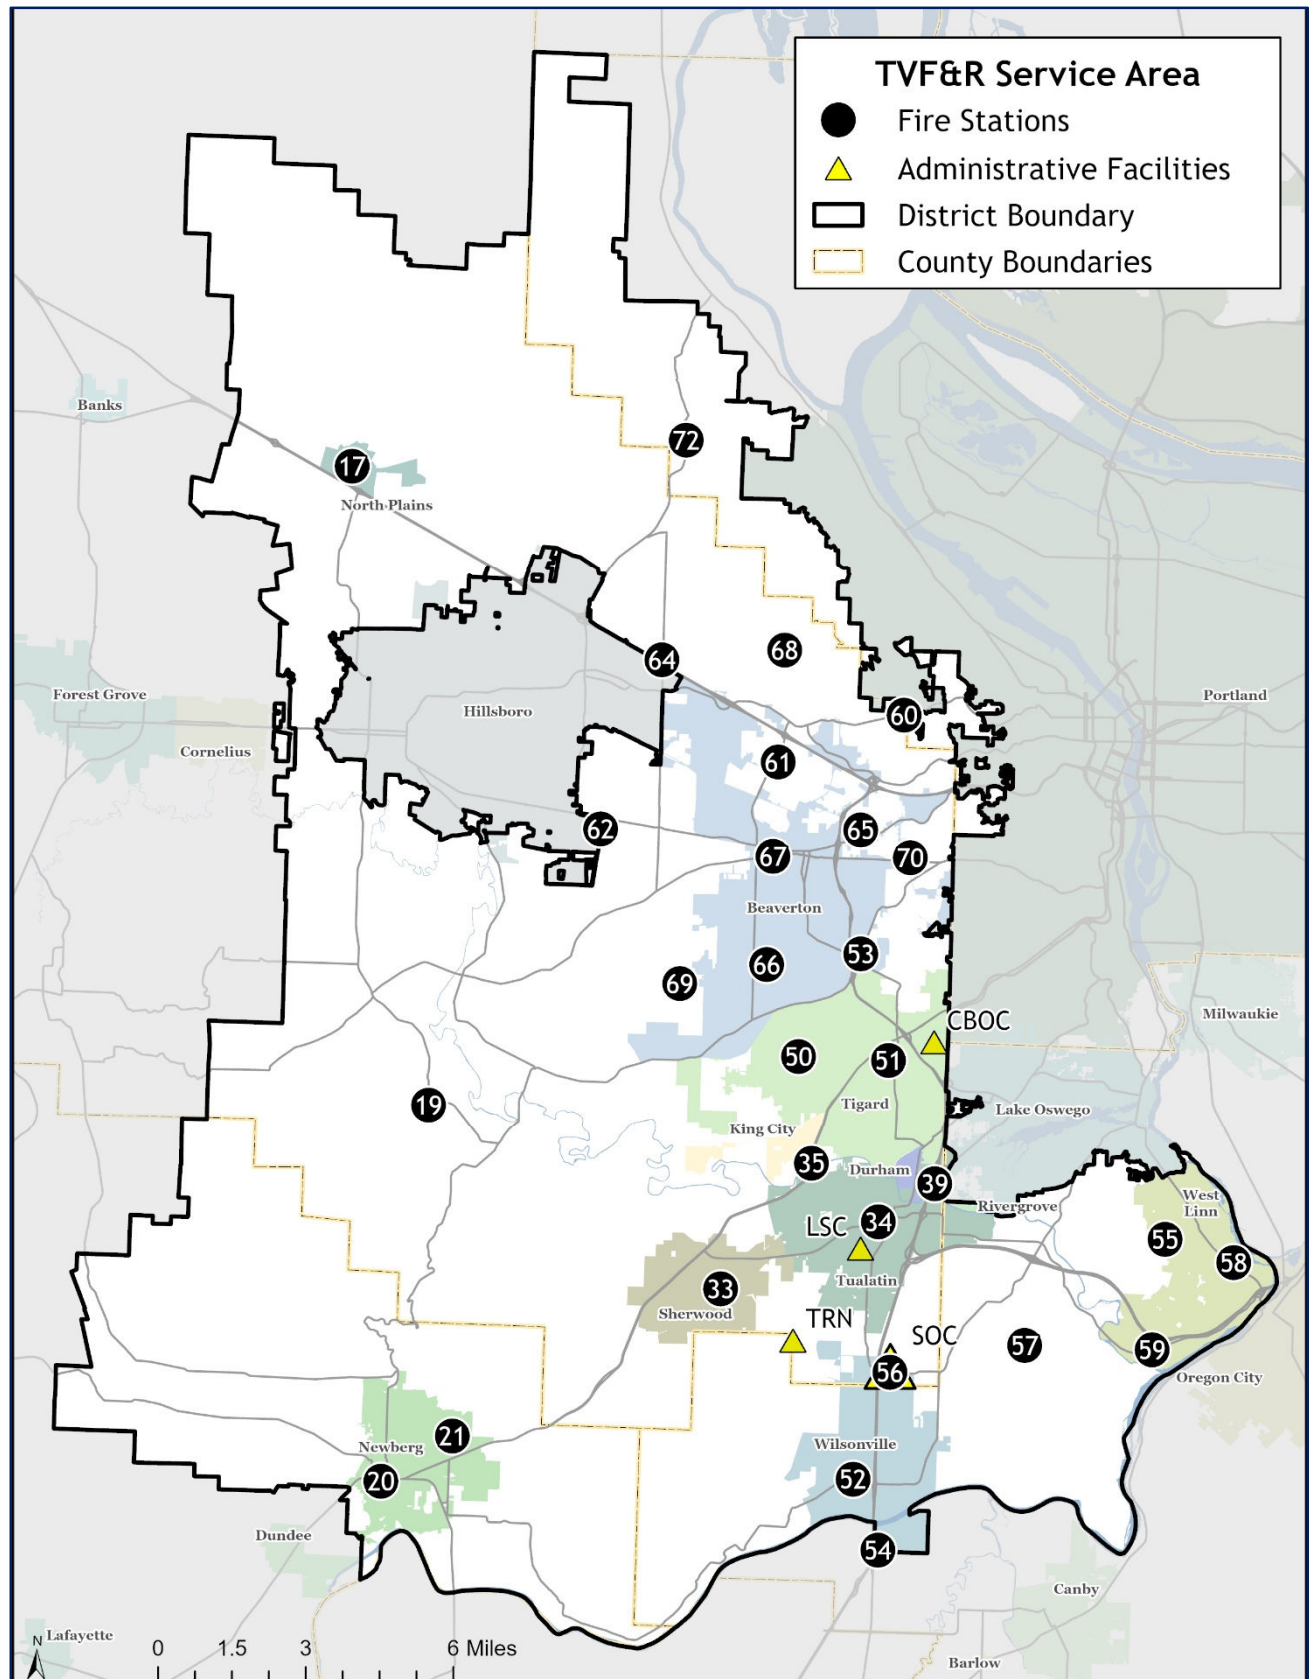 TVF&R Service Area
Fire Stations
Administrative Facilities
District Boundary
County Boundaries
Banks
72
17
North Plains
68
64
Forest Grove
Portland
Hillsboro
60
Cornelius
61
62
65
67
70
Beaverton
53
66
69
Milwaukie
CBOC
50
51
19
Tigard
Lake Oswego
King City
35
Durham
39
West
Linn
Rivergrove
34
LSC
55
58
Tualatin
33
Sherwood
TRN
SOC
57
59
56
Oregon City
21
Newberg
Wilsonville
20
52
Dundee
54
Canby
N
Lafayette
0 1.5 3 6 Miles
Barlow